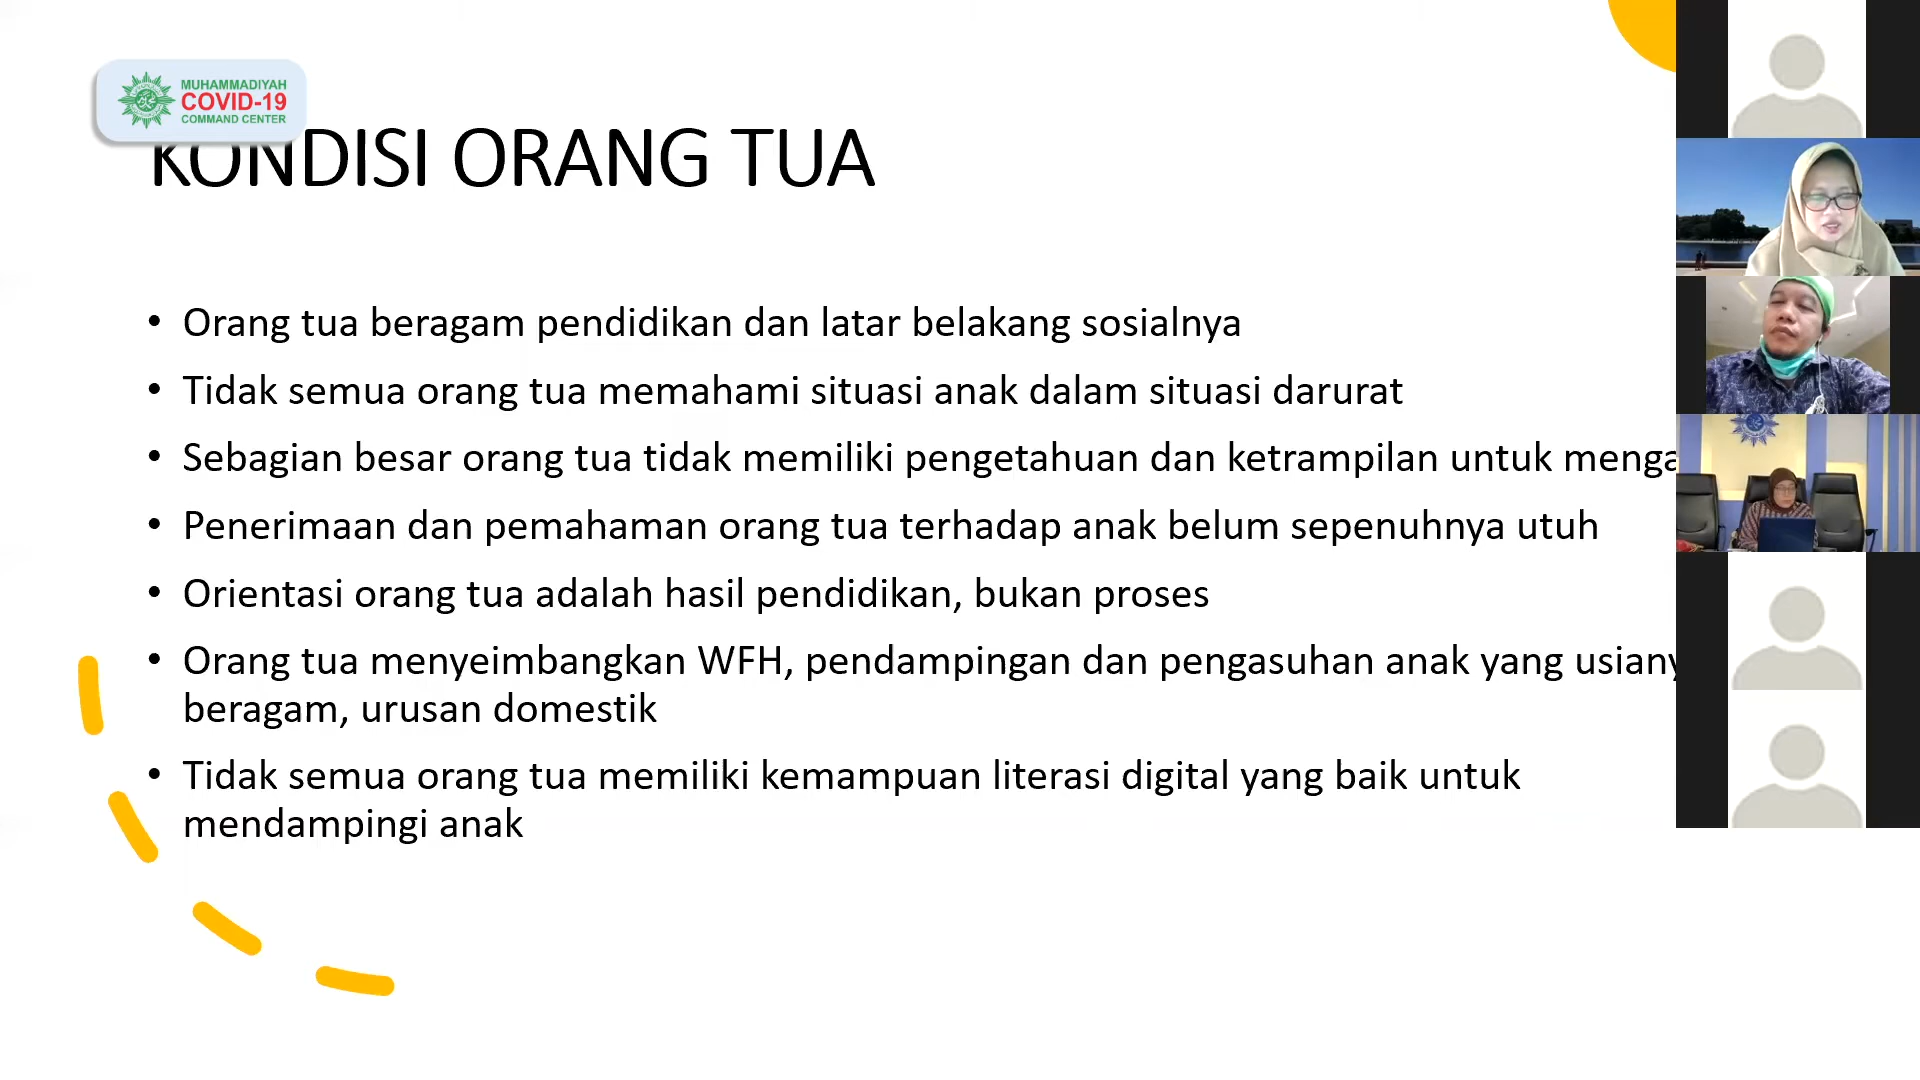 MUHAMMADIYAH
COVID-19
COMMAND CENTER
KONDISI ORANG TUA
• Orang tua beragam pendidikan dan latar belakang sosialnya
• Tidak semua orang tua memahami situasi anak dalam situasi darurat
• Sebagian besar orang tua tidak memiliki pengetahuan dan ketrampilan untuk
• Penerimaan dan pemahaman orang tua terhadap anak belum sepenuhnya utuh
• Orientasi orang tua adalah hasil pendidikan, bukan proses
• Orang tua menyeimbangkan WFH, pendampingan dan pengasuhan anak yang
beragam, urusan domestik
• Tidak semua orang tua memiliki kemampuan literasi digital yang baik untuk
mendampingi anak